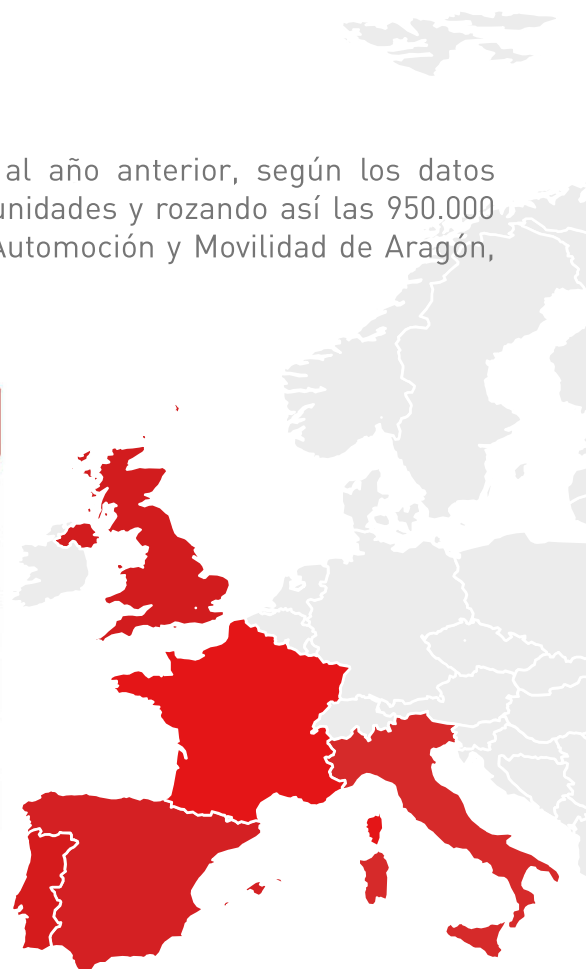 al año anterior, según los datos
unidades y rozando así las 950.000
Automoción y Movilidad de Aragón,